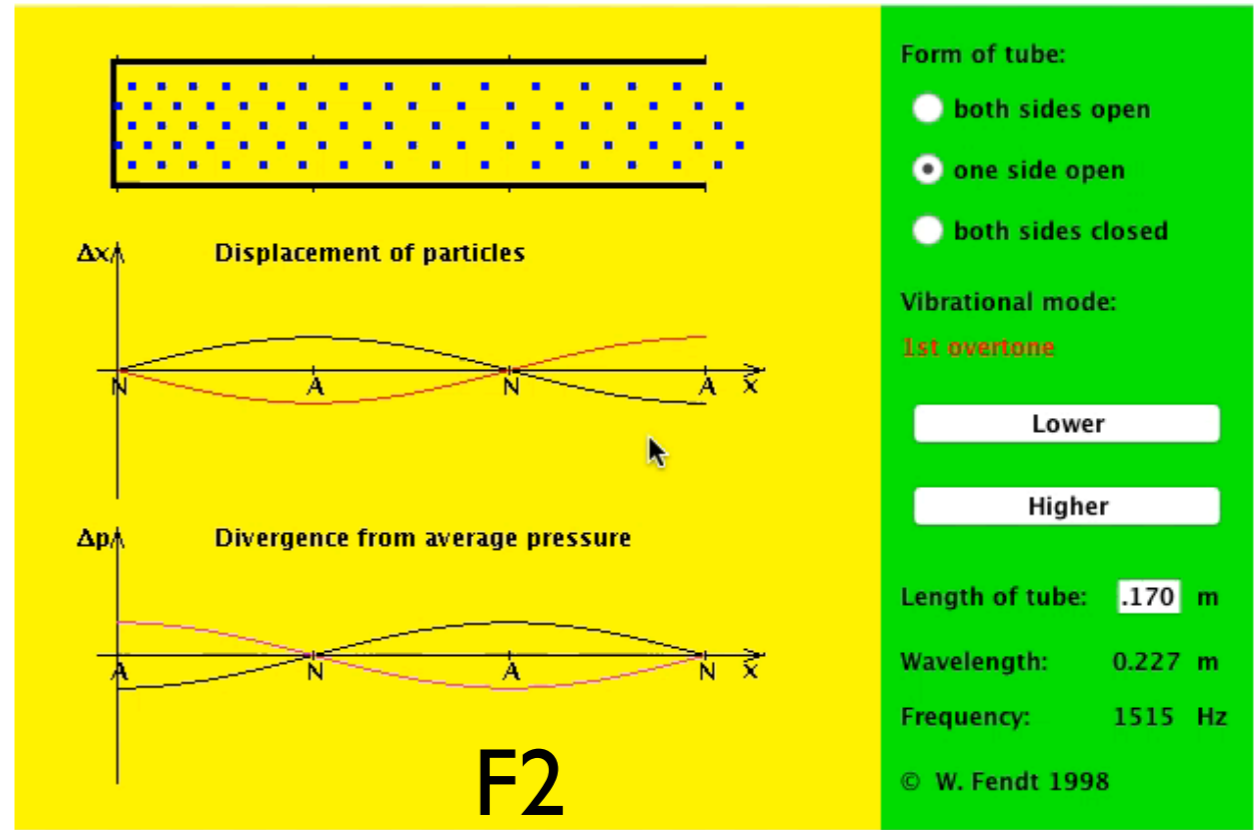 Δx
Displacement of particles
N A N A x
Δp
Divergence from average pressure
A N A N x
F2
Form of tube:
both sides open
one side open
both sides closed
Vibrational mode:
1st overtone
Lower
Higher
Length of tube: .170 m
Wavelength: 0.227 m
Frequency: 1515 Hz
© W. Fendt 1998